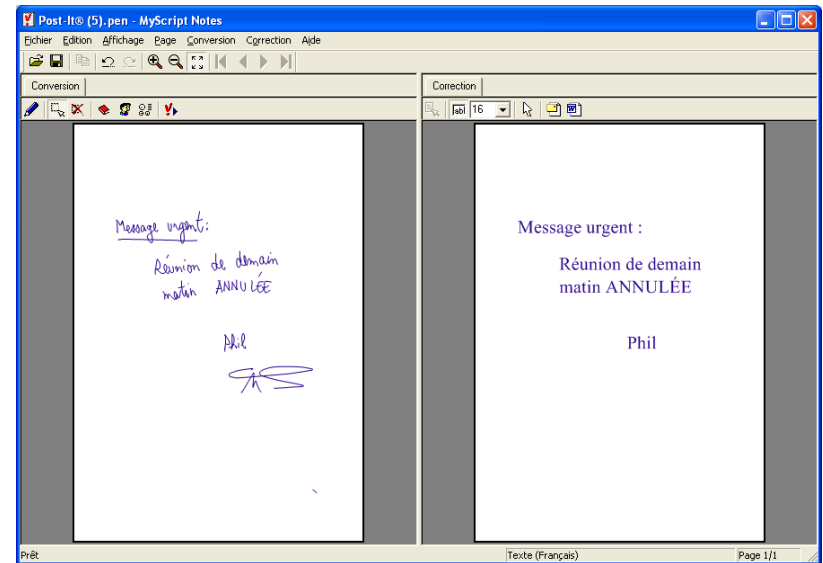 Post-It® (5).pen - MyScript Notes
Fichier Edition Affichage Page Conversion Correction Aide
Conversion
Correction
16
Message urgent:
Réunion de demain
matin ANNULÉE
Phil
Message urgent :
Réunion de demain
matin ANNULÉE
Phil
Prêt
Texte (Français)
Page 1/1